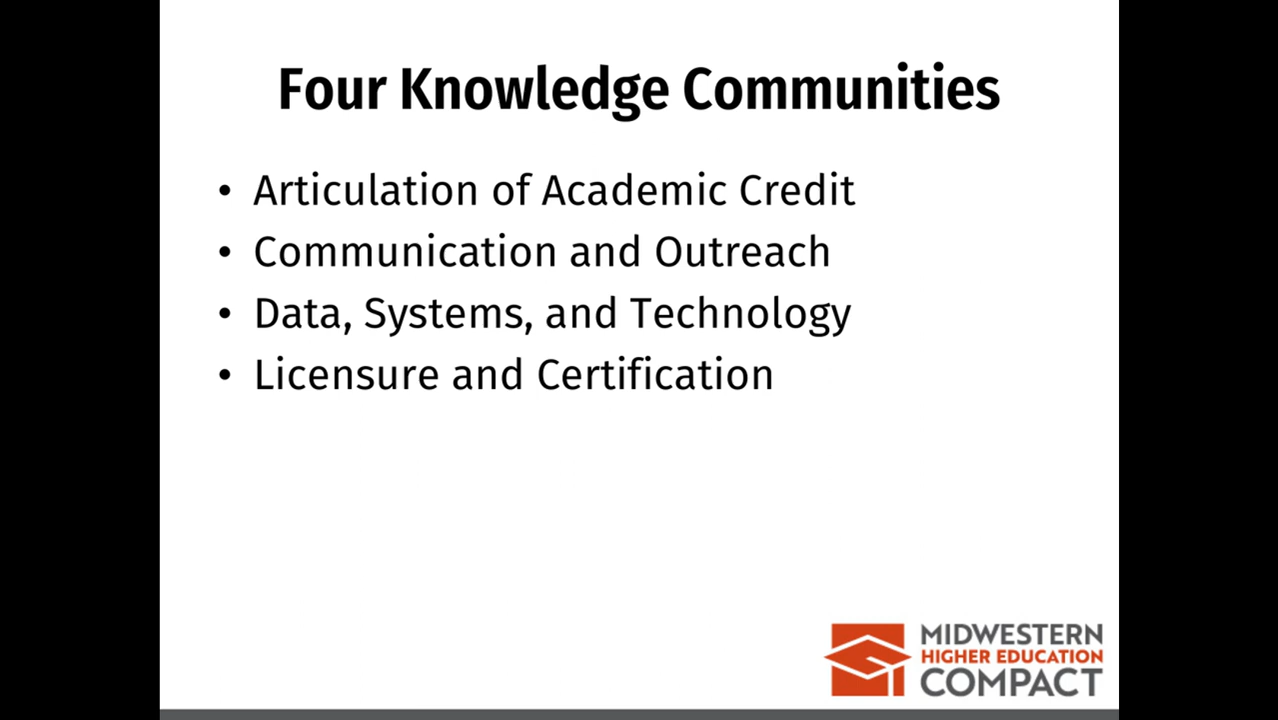 Four Knowledge Communities
• Articulation of Academic Credit
• Communication and Outreach
• Data, Systems, and Technology
• Licensure and Certification
MIDWESTERN
HIGHER EDUCATION
COMPACT